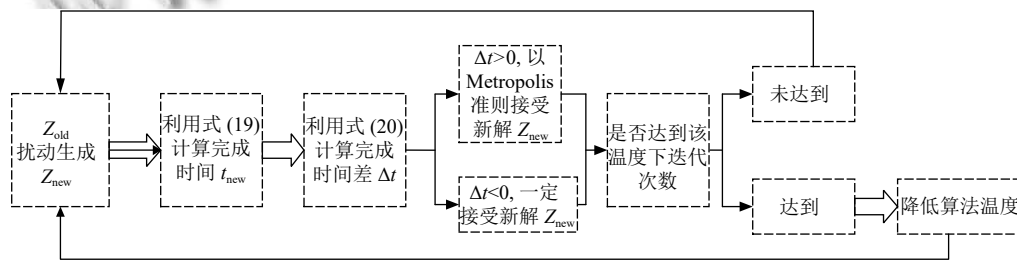 Z_old
扰动生成
Z_new
利用式 (19)
计算完成
时间 t_new
利用式 (20)
计算完成
时间差 Δt
Δt>0, 以
Metropolis
准则接受
新解 Z_new
Δt<0, 一定
接受新解 Z_new
是否达到该
温度下迭代
次数
未达到
达到
降低算法温度